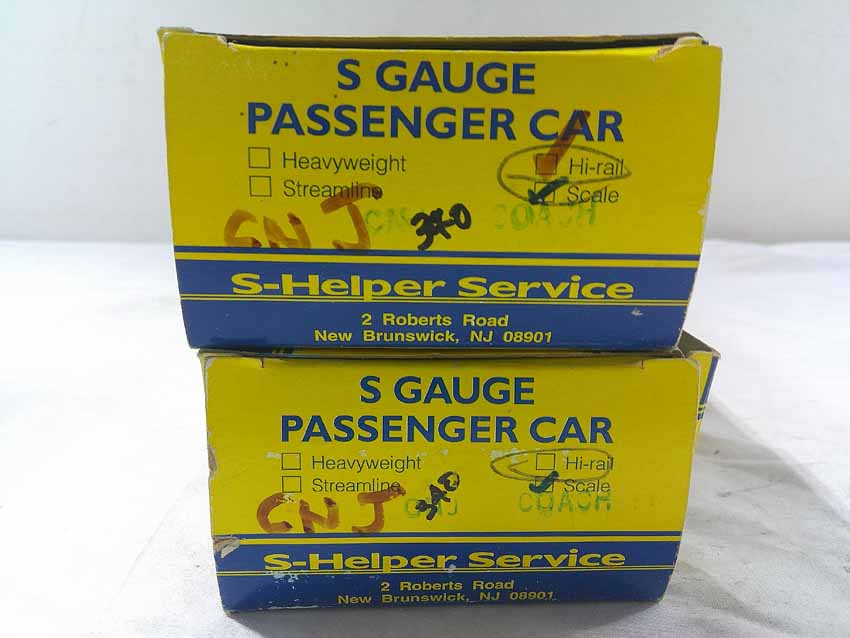 S GAUGE
PASSENGER CAR
Heavyweight Hi-rail
Streamline Scale
CNJ CNJ 340 COACH
S-Helper Service
2 Roberts Road
New Brunswick, NJ 08901
S GAUGE
PASSENGER CAR
Heavyweight Hi-rail
Streamline Scale
CNJ CNJ 340 COACH
S-Helper Service
2 Roberts Road
New Brunswick, NJ 08901